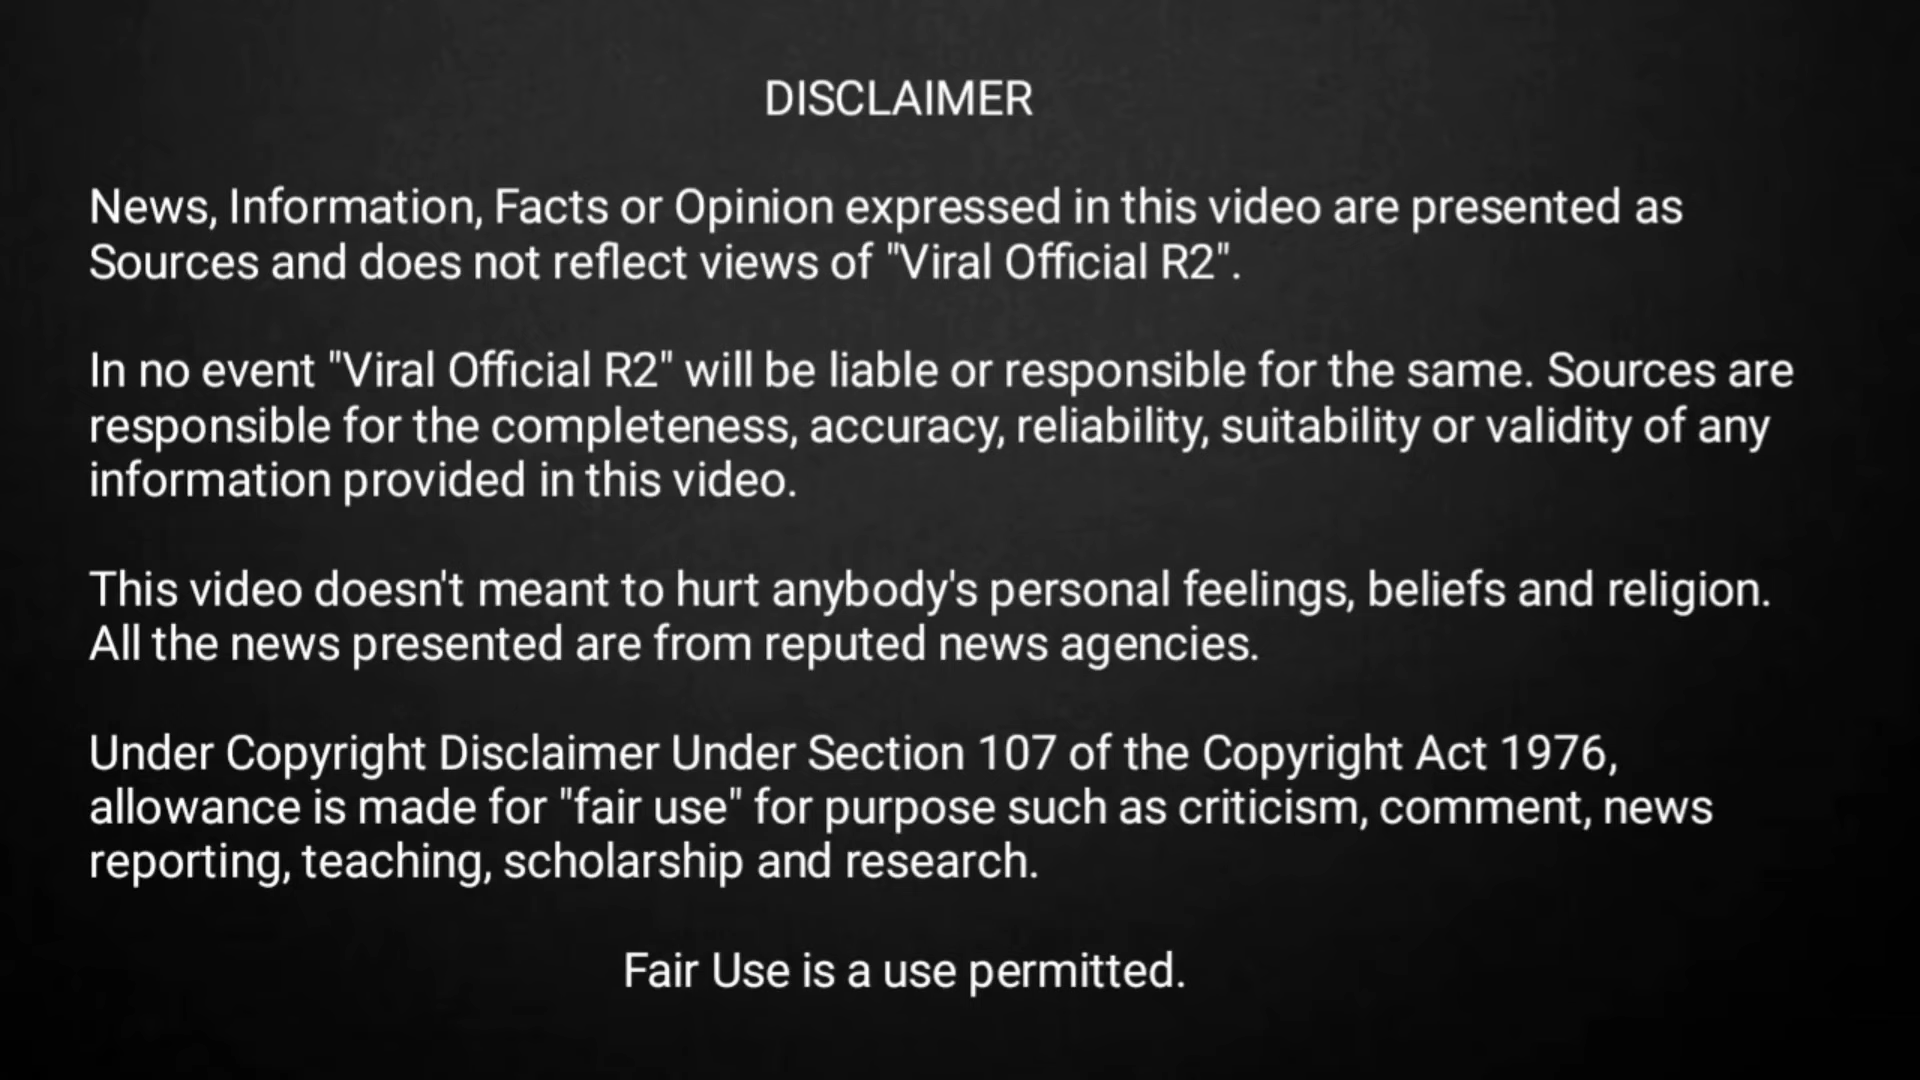 DISCLAIMER
News, Information, Facts or Opinion expressed in this video are presented as
Sources and does not reflect views of "Viral Official R2".
In no event "Viral Official R2" will be liable or responsible for the same. Sources are
responsible for the completeness, accuracy, reliability, suitability or validity of any
information provided in this video.
This video doesn't meant to hurt anybody's personal feelings, beliefs and religion.
All the news presented are from reputed news agencies.
Under Copyright Disclaimer Under Section 107 of the Copyright Act 1976,
allowance is made for "fair use" for purpose such as criticism, comment, news
reporting, teaching, scholarship and research.
Fair Use is a use permitted.